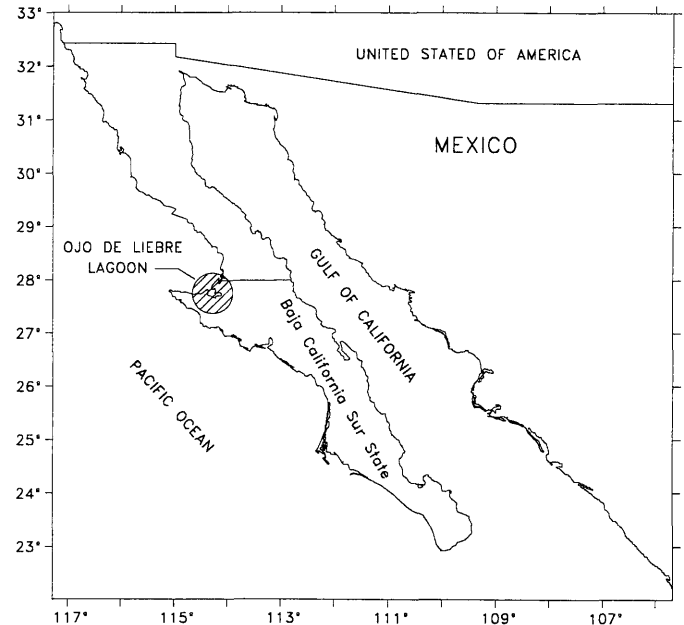 33°
32°
31°
30°
29°
28°
27°
26°
25°
24°
23°
UNITED STATED OF AMERICA
MEXICO
OJO DE LIEBRE
LAGOON
GULF OF CALIFORNIA
Baja California Sur State
PACIFIC OCEAN
117°
115°
113°
111°
109°
107°